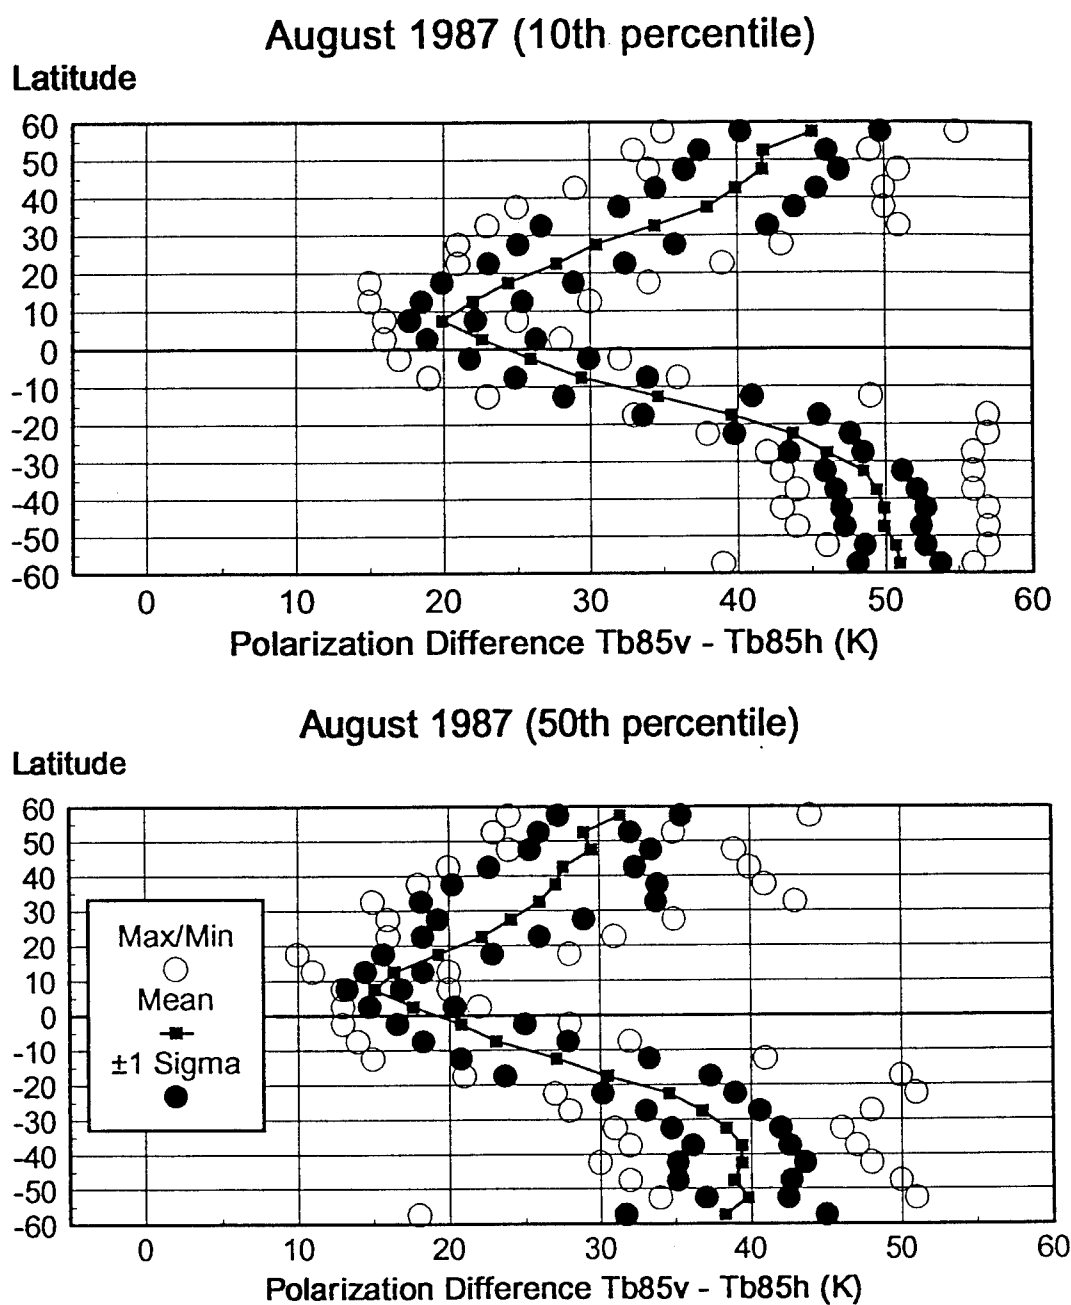 August 1987 (10th percentile)
Latitude
60
50
40
30
20
10
0
-10
-20
-30
-40
-50
-60
0 10 20 30 40 50 60
Polarization Difference Tb85v - Tb85h (K)
August 1987 (50th percentile)
Latitude
60
50
40
30
20
10
0
-10
-20
-30
-40
-50
-60
Max/Min
Mean
±1 Sigma
0 10 20 30 40 50 60
Polarization Difference Tb85v - Tb85h (K)